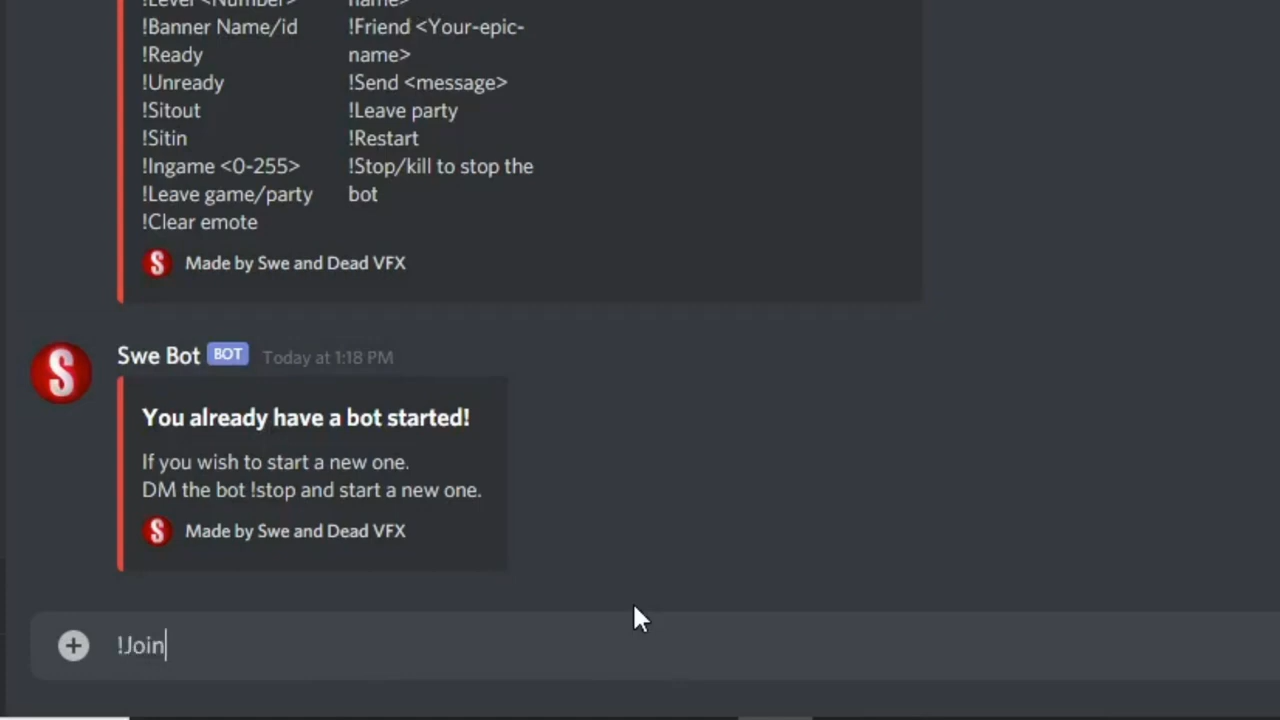 !Level <Number>
name>
!Banner Name/id
!Friend <Your-epic-
!Ready
name>
!Unready
!Send <message>
!Sitout
!Leave party
!Sitin
!Restart
!Ingame <0-255>
!Stop/kill to stop the
!Leave game/party
bot
!Clear emote
S Made by Swe and Dead VFX
S
Swe Bot BOT Today at 1:18 PM
You already have a bot started!
If you wish to start a new one.
DM the bot !stop and start a new one.
S Made by Swe and Dead VFX
!Join